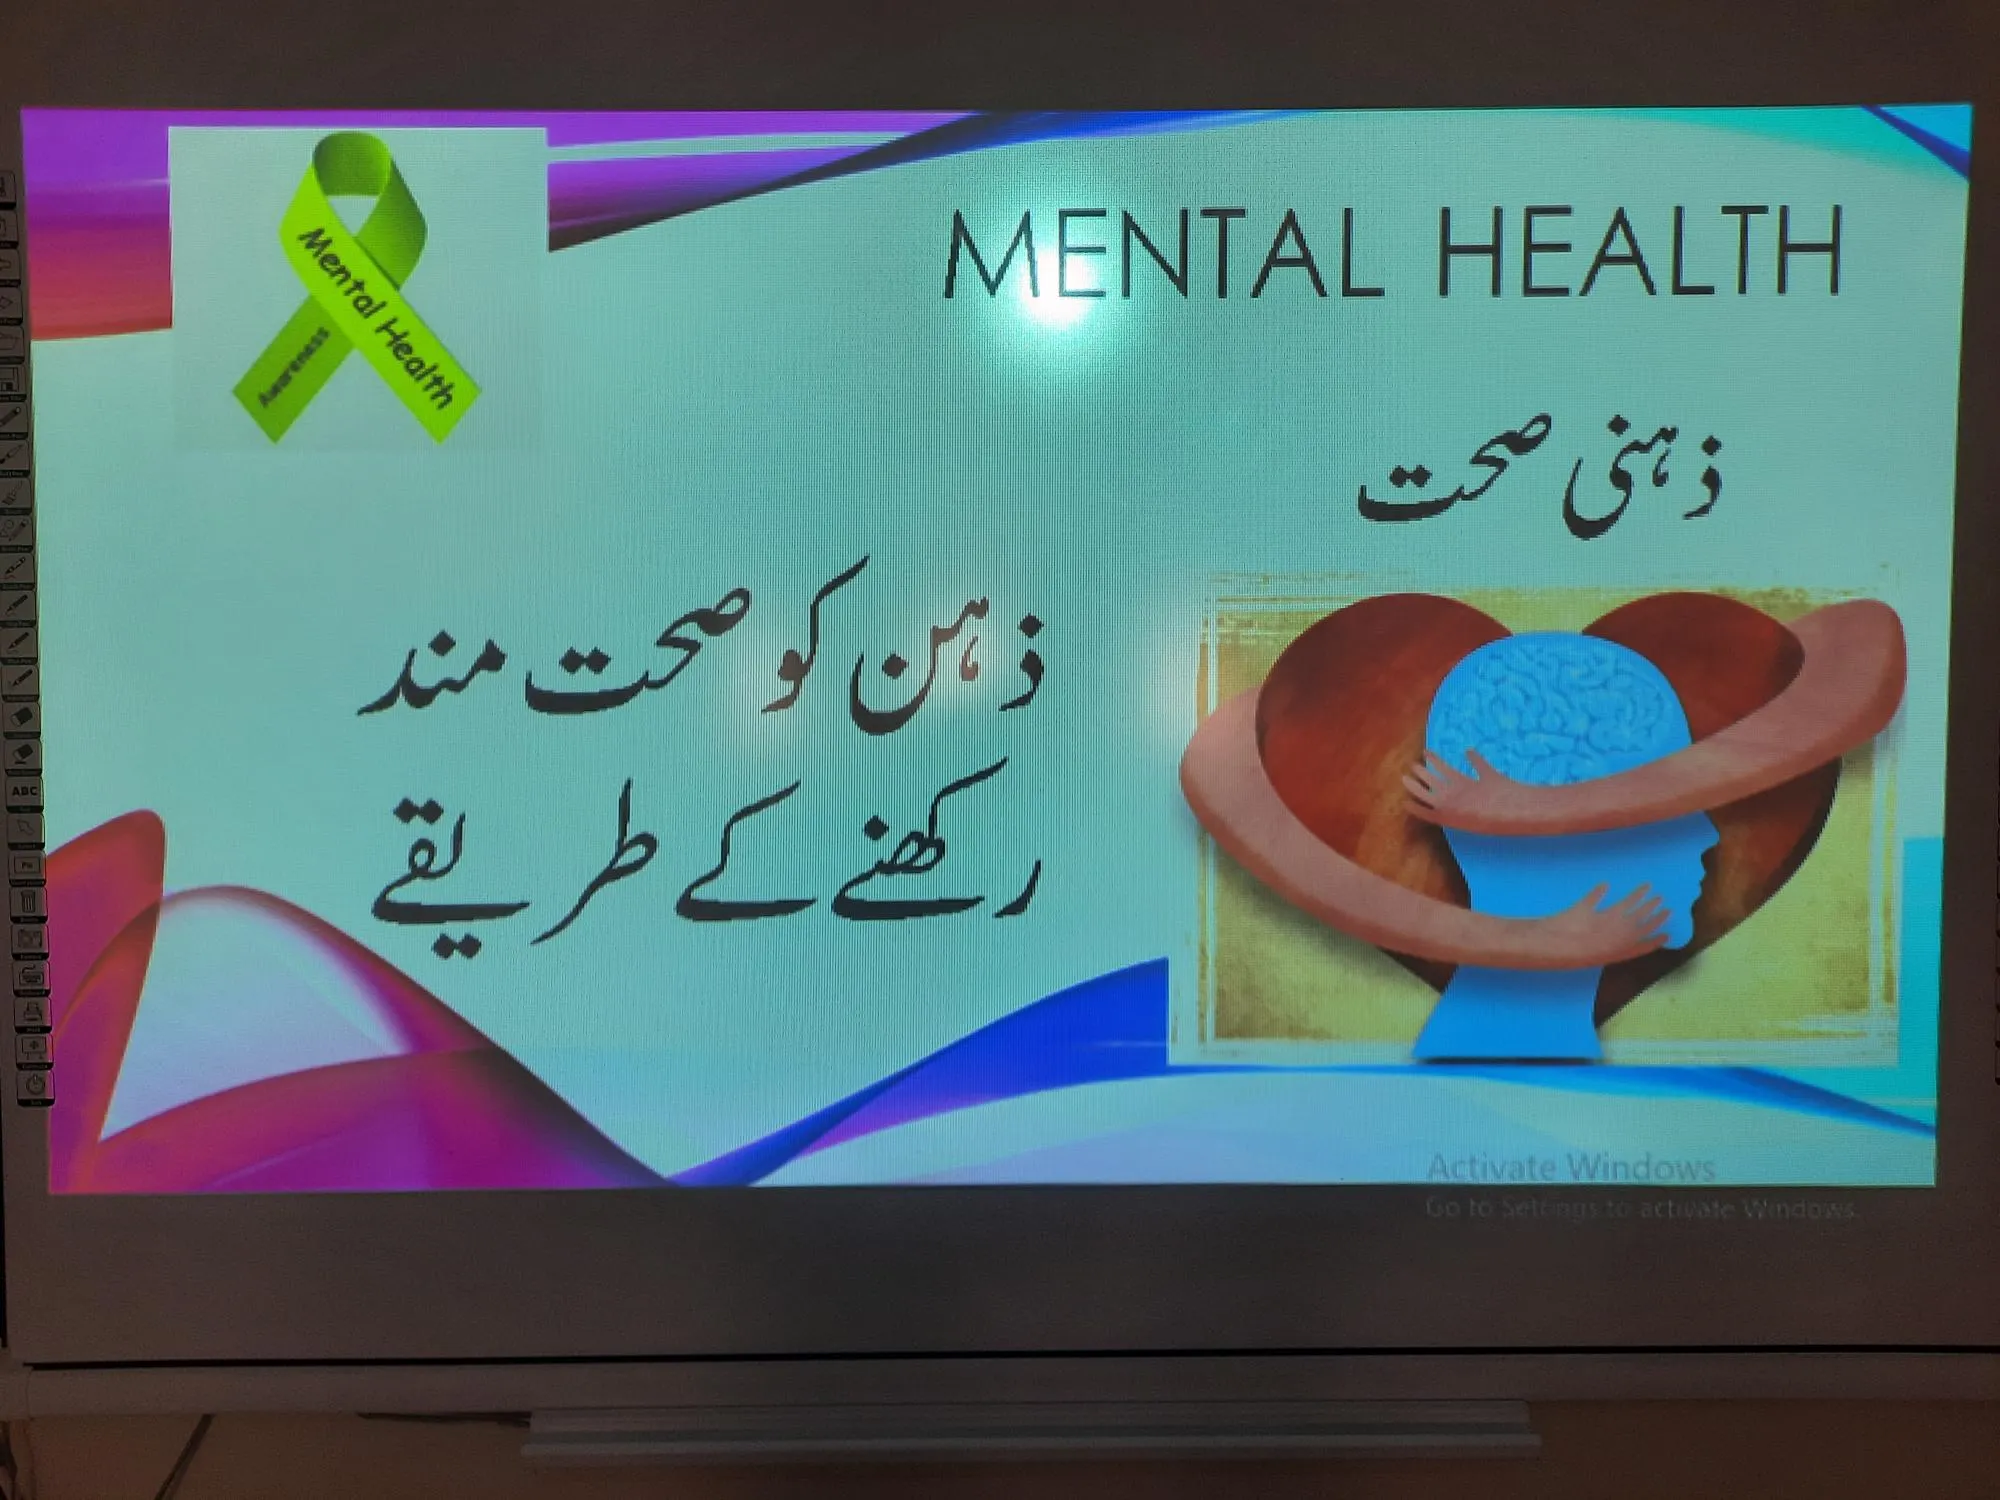 Mental Health
Awareness
MENTAL HEALTH
ذہنی صحت
ذہن کو صحت مند
رکھنے کے طریقے
ABC
Activate Windows
Go to Settings to activate Windows.